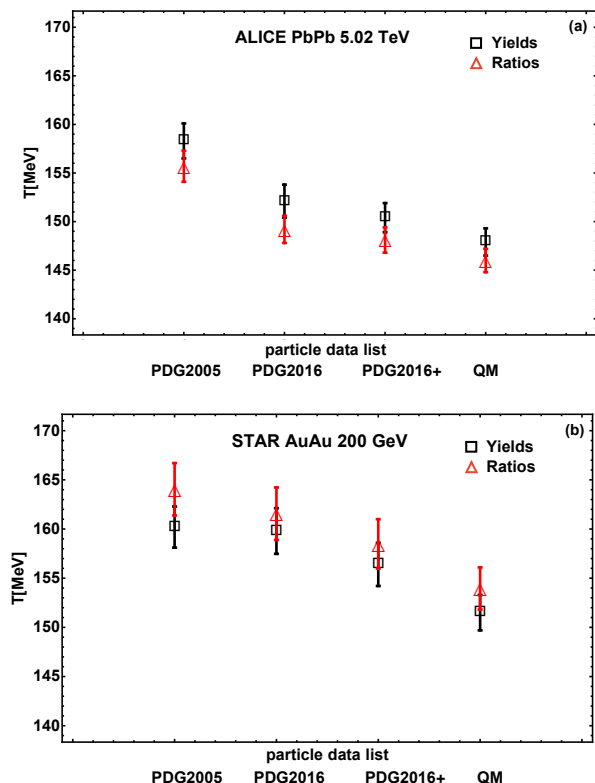 170
165
160
155
150
145
140
T[MeV]
ALICE PbPb 5.02 TeV
(a)
Yields
Ratios
particle data list
PDG2005 PDG2016 PDG2016+ QM
170
165
160
155
150
145
140
T[MeV]
STAR AuAu 200 GeV
(b)
Yields
Ratios
particle data list
PDG2005 PDG2016 PDG2016+ QM